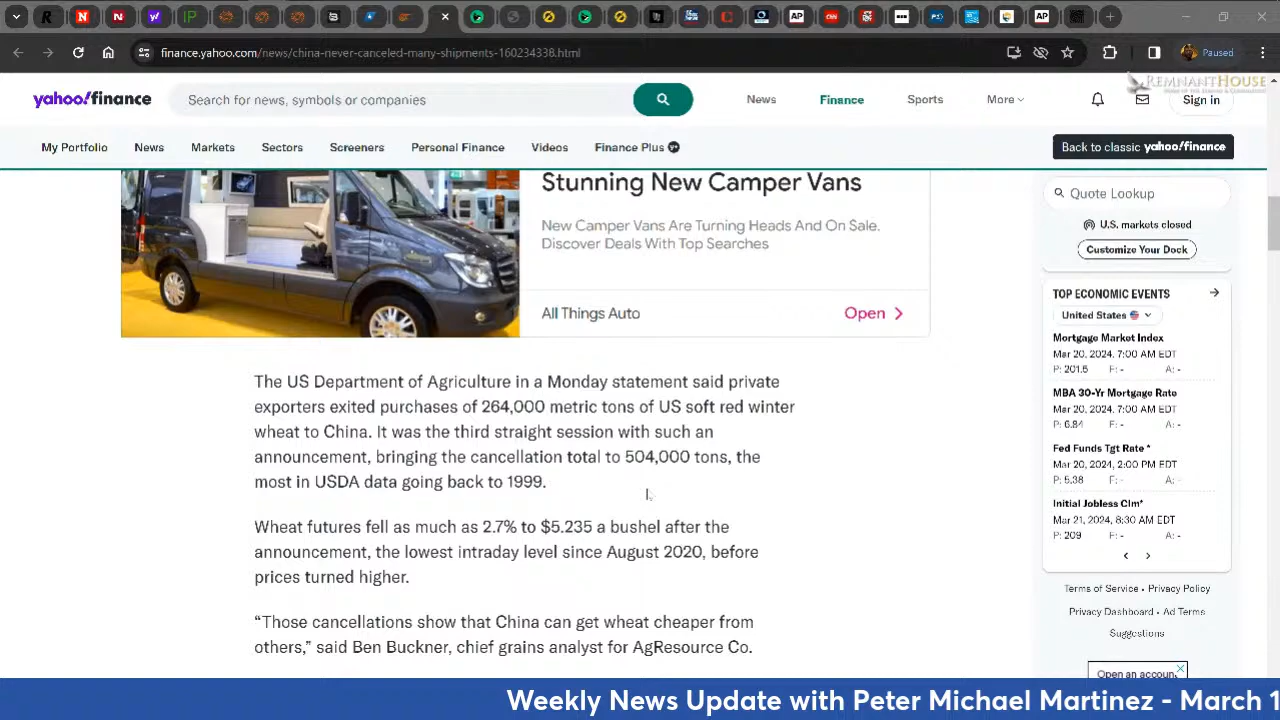 finance.yahoo.com/news/china-never-canceled-many-shipments-160234338.html
Paused
REMNANTHOUSE
yahoo!finance
Search for news, symbols or companies
News
Finance
Sports
More
Sign in
My Portfolio
News
Markets
Sectors
Screeners
Personal Finance
Videos
Finance Plus
Back to classic yahoo!finance
Stunning New Camper Vans
New Camper Vans Are Turning Heads And On Sale.
Discover Deals With Top Searches
All Things Auto
Open
The US Department of Agriculture in a Monday statement said private
exporters exited purchases of 264,000 metric tons of US soft red winter
wheat to China. It was the third straight session with such an
announcement, bringing the cancellation total to 504,000 tons, the
most in USDA data going back to 1999.
Wheat futures fell as much as 2.7% to $5.235 a bushel after the
announcement, the lowest intraday level since August 2020, before
prices turned higher.
“Those cancellations show that China can get wheat cheaper from
others,” said Ben Buckner, chief grains analyst for AgResource Co.
Quote Lookup
U.S. markets closed
Customize Your Dock
TOP ECONOMIC EVENTS
United States
Mortgage Market Index
Mar 20, 2024, 7:00 AM EDT
P: 201.5 F: - A: -
MBA 30-Yr Mortgage Rate
Mar 20, 2024, 7:00 AM EDT
P: 6.84 F: - A: -
Fed Funds Tgt Rate *
Mar 20, 2024, 2:00 PM EDT
P: 5.38 F: - A: -
Initial Jobless Clm*
Mar 21, 2024, 8:30 AM EDT
P: 209 F: - A: -
Terms of Service • Privacy Policy
Privacy Dashboard • Ad Terms
Suggestions
Open an accoun
Weekly News Update with Peter Michael Martinez - March 1